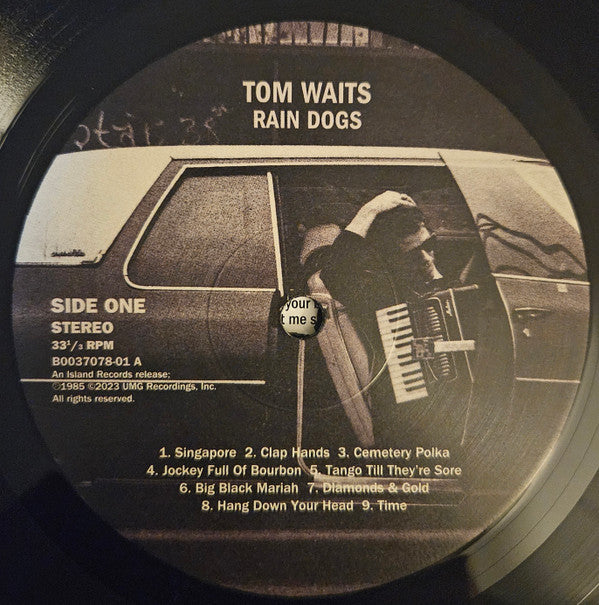 TOM WAITS
RAIN DOGS
SIDE ONE
STEREO
33¹/₃ RPM
B0037078-01 A
An Island Records release;
℗1985 ©2023 UMG Recordings, Inc.
All rights reserved.
your
t me s
1. Singapore 2. Clap Hands 3. Cemetery Polka
4. Jockey Full Of Bourbon 5. Tango Till They're Sore
6. Big Black Mariah 7. Diamonds & Gold
8. Hang Down Your Head 9. Time